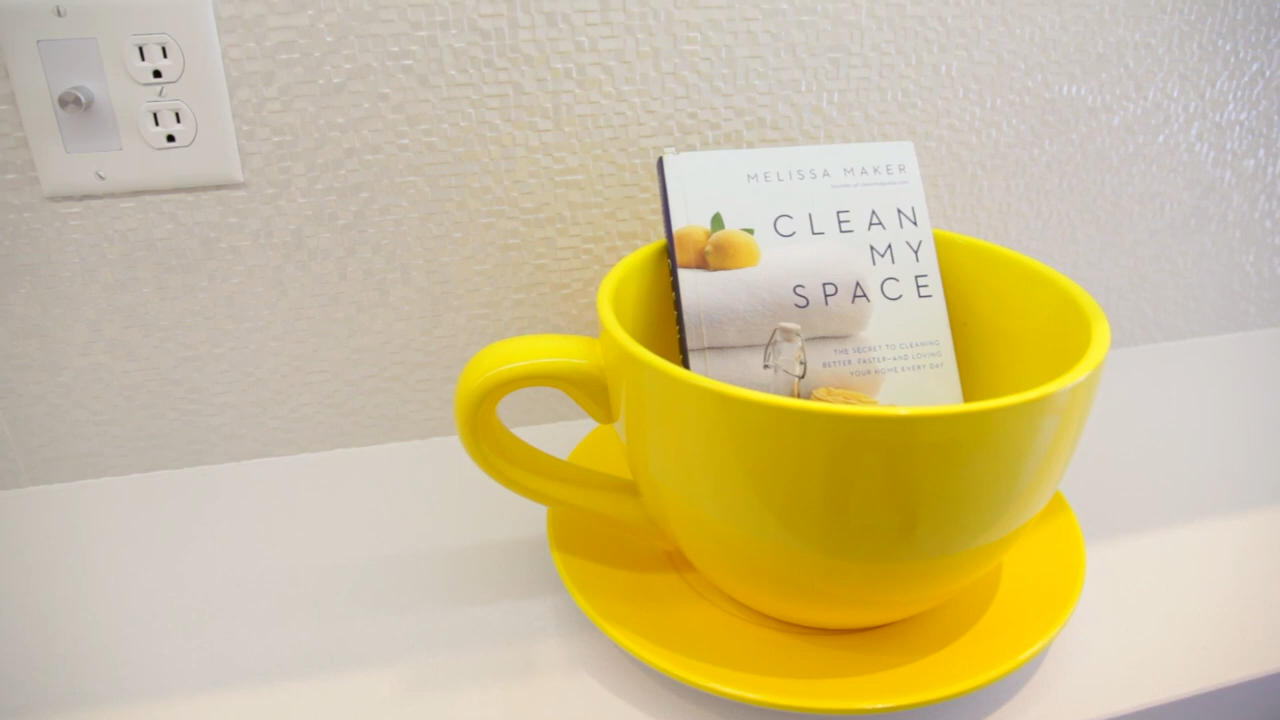 MELISSA MAKER
CLEAN
MY
SPACE
THE SECRET TO CLEANING
BETTER, FASTER—AND LOVING
YOUR HOME EVERY DAY